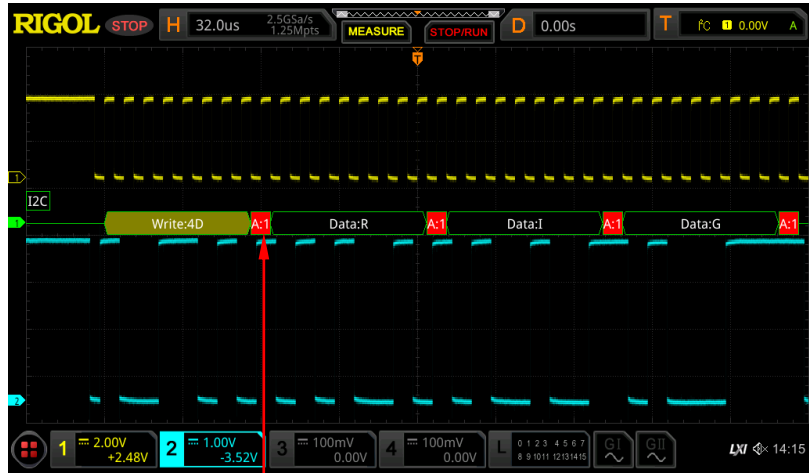 RIGOL STOP H 32.0us 2.5GSa/s 1.25Mpts MEASURE STOP/RUN D 0.00s T I²C 1 0.00V A
T
1
I2C
1 Write:4D A:1 Data:R A:1 Data:I A:1 Data:G A:1
2
1 2.00V +2.48V 2 1.00V -3.52V 3 100mV 0.00V 4 100mV 0.00V L 0 1 2 3 4 5 6 7 8 9 10 11 12 13 14 15 GI GII LXI 14:15